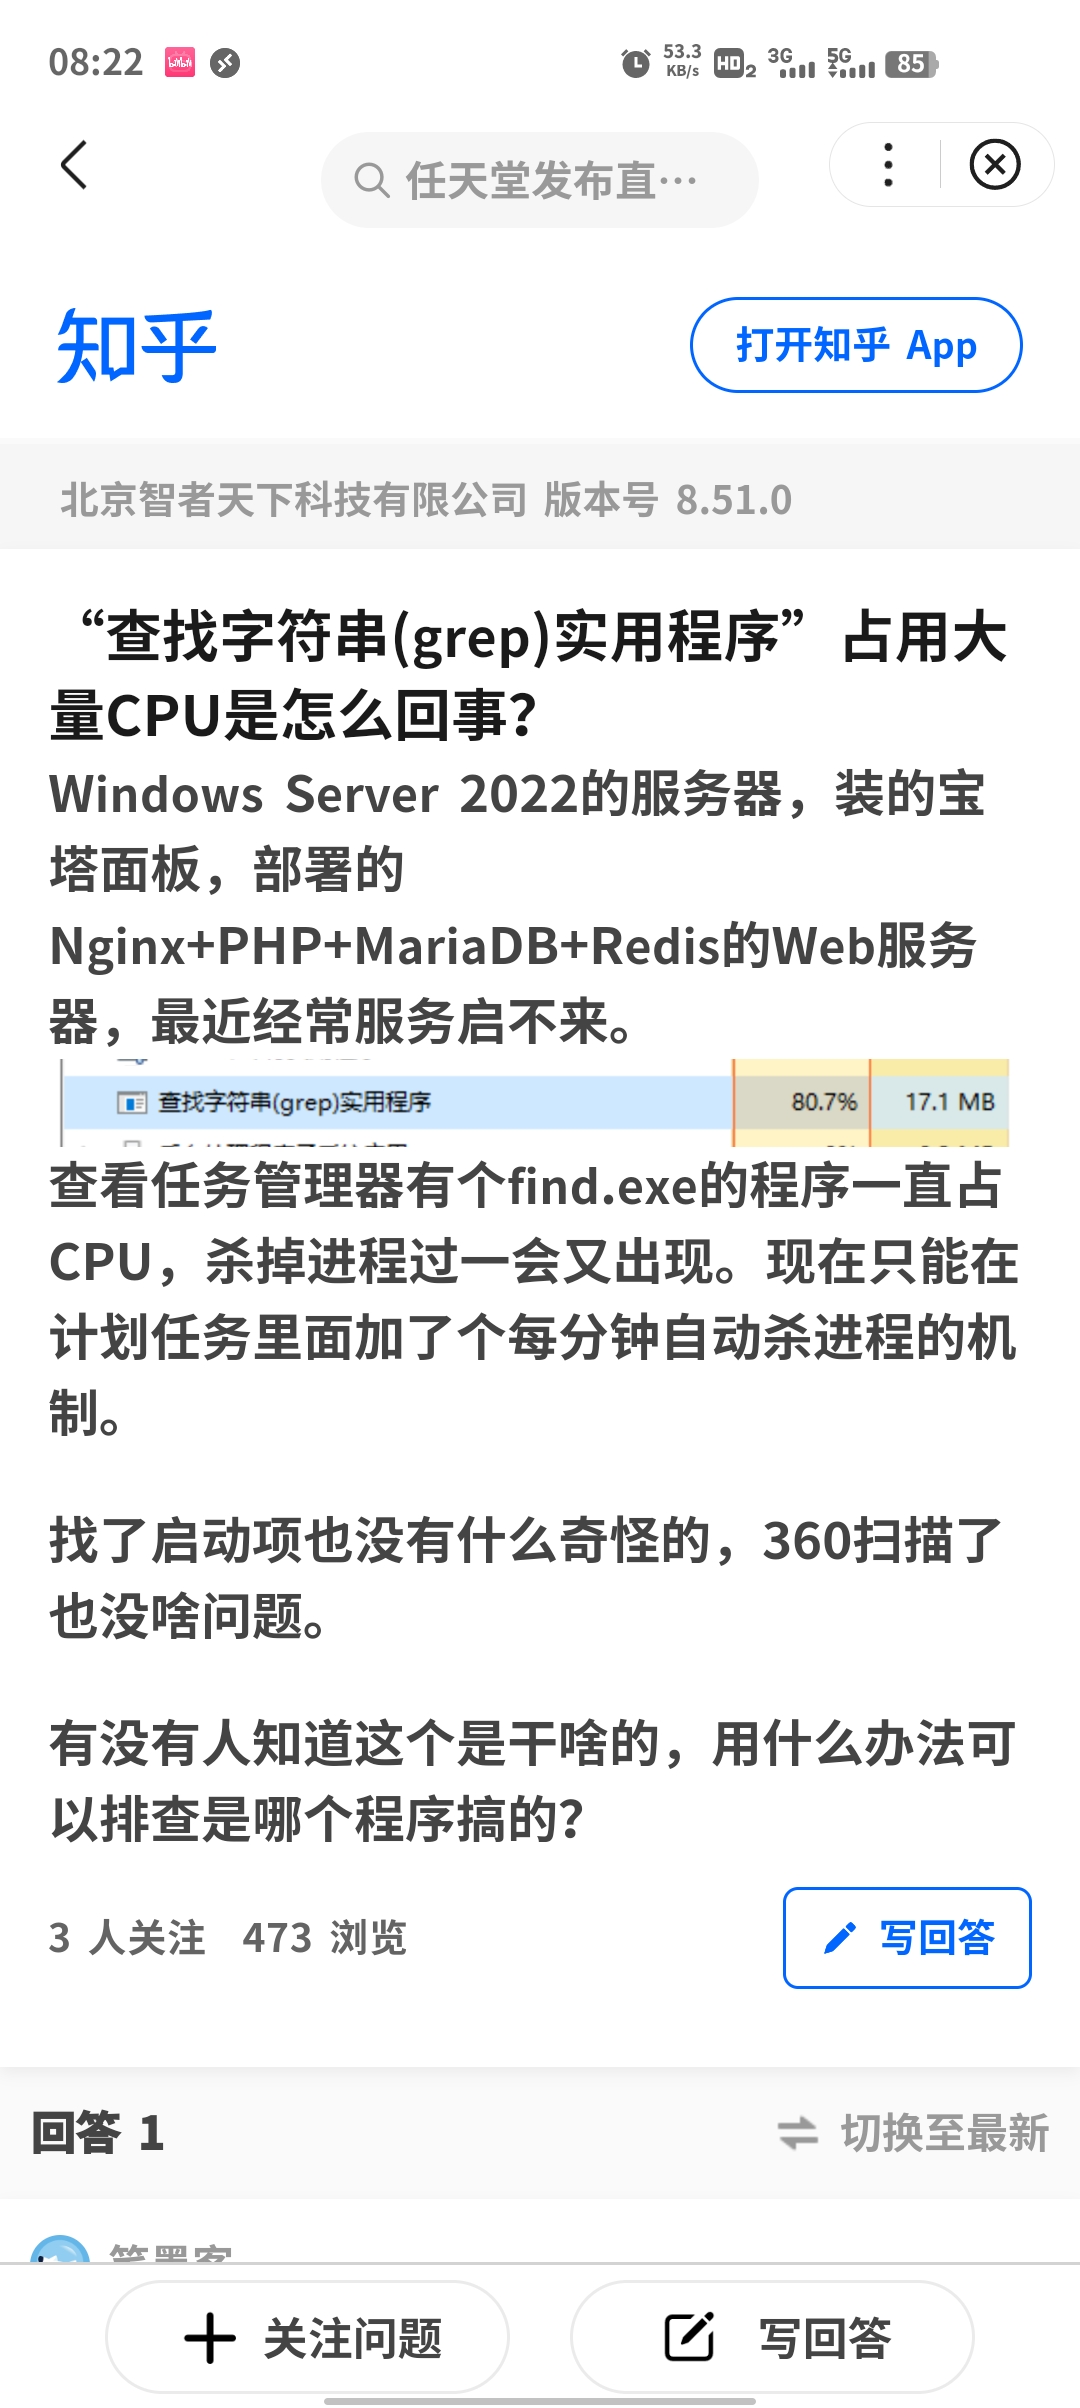 08:22
53.3 KB/s HD2 3G 5G 85
任天堂发布直…
知乎
打开知乎 App
北京智者天下科技有限公司 版本号 8.51.0
“查找字符串(grep)实用程序”占用大
量CPU是怎么回事?
Windows Server 2022的服务器，装的宝
塔面板，部署的
Nginx+PHP+MariaDB+Redis的Web服务
器，最近经常服务启不来。
查找字符串(grep)实用程序 80.7% 17.1 MB
查看任务管理器有个find.exe的程序一直占
CPU，杀掉进程过一会又出现。现在只能在
计划任务里面加了个每分钟自动杀进程的机
制。
找了启动项也没有什么奇怪的，360扫描了
也没啥问题。
有没有人知道这个是干啥的，用什么办法可
以排查是哪个程序搞的?
3 人关注 473 浏览
写回答
回答 1
切换至最新
笔墨客
关注问题
写回答